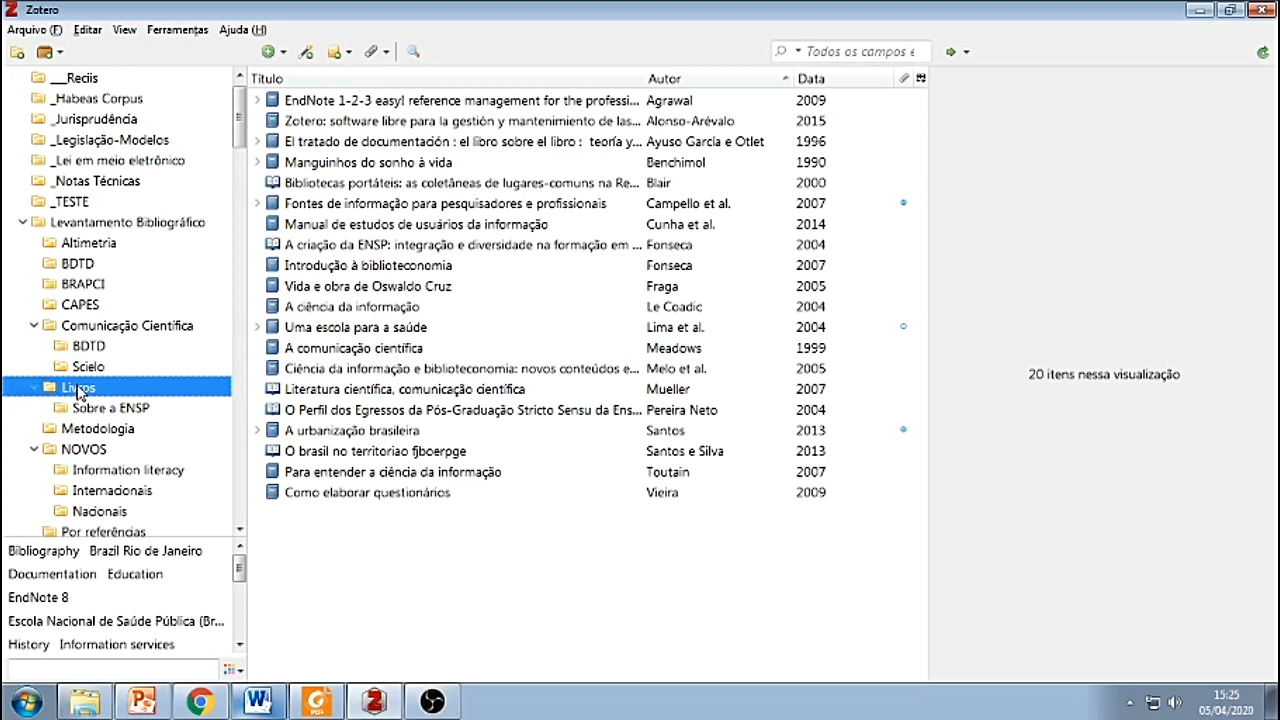 Zotero
Arquivo (F) Editar View Ferramentas Ajuda (H)
Todos os campos e
___Reciis
_Habeas Corpus
_Jurisprudência
_Legislação-Modelos
_Lei em meio eletrônico
_Notas Técnicas
_TESTE
Levantamento Bibliográfico
Altimetria
BDTD
BRAPCI
CAPES
Comunicação Científica
BDTD
Scielo
Livros
Sobre a ENSP
Metodologia
NOVOS
Information literacy
Internacionais
Nacionais
Por referências
Bibliography Brazil Rio de Janeiro
Documentation Education
EndNote 8
Escola Nacional de Saúde Pública (Br...
History Information services
Título Autor Data
EndNote 1-2-3 easy! reference management for the professi... Agrawal 2009
Zotero: software libre para la gestión y mantenimiento de las... Alonso-Arévalo 2015
El tratado de documentación : el libro sobre el libro : teoría y... Ayuso García e Otlet 1996
Manguinhos do sonho à vida Benchimol 1990
Bibliotecas portáteis: as coletâneas de lugares-comuns na Re... Blair 2000
Fontes de informação para pesquisadores e profissionais Campello et al. 2007
Manual de estudos de usuários da informação Cunha et al. 2014
A criação da ENSP: integração e diversidade na formação em ... Fonseca 2004
Introdução à biblioteconomia Fonseca 2007
Vida e obra de Oswaldo Cruz Fraga 2005
A ciência da informação Le Coadic 2004
Uma escola para a saúde Lima et al. 2004
A comunicação científica Meadows 1999
Ciência da informação e biblioteconomia: novos conteúdos e... Melo et al. 2005
Literatura científica, comunicação científica Mueller 2007
O Perfil dos Egressos da Pós-Graduação Stricto Sensu da Ens... Pereira Neto 2004
A urbanização brasileira Santos 2013
O brasil no territoriao fjboerpge Santos e Silva 2013
Para entender a ciência da informação Toutain 2007
Como elaborar questionários Vieira 2009
20 itens nessa visualização
15:25
05/04/2020